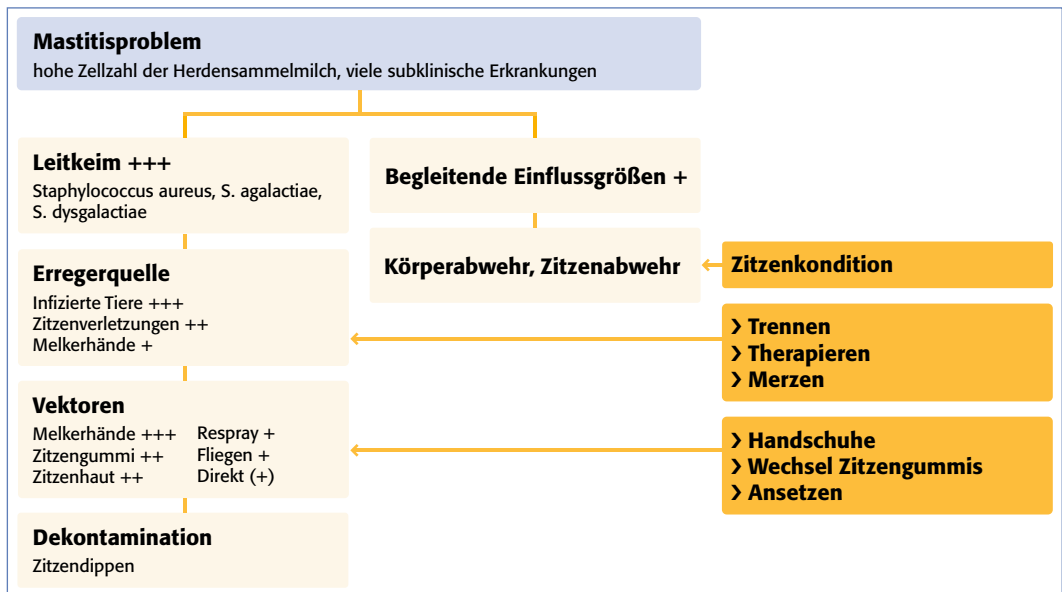 Mastitisproblem
hohe Zellzahl der Herdensammelmilch, viele subklinische Erkrankungen
Leitkeim +++
Staphylococcus aureus, S. agalactiae,
S. dysgalactiae
Begleitende Einflussgrößen +
Körperabwehr, Zitzenabwehr
Zitzenkondition
Erregerquelle
Infizierte Tiere +++
Zitzenverletzungen ++
Melkerhände +
❯ Trennen
❯ Therapieren
❯ Merzen
Vektoren
Melkerhände +++ Respray +
Zitzengummi ++ Fliegen +
Zitzenhaut ++ Direkt (+)
❯ Handschuhe
❯ Wechsel Zitzengummis
❯ Ansetzen
Dekontamination
Zitzendippen